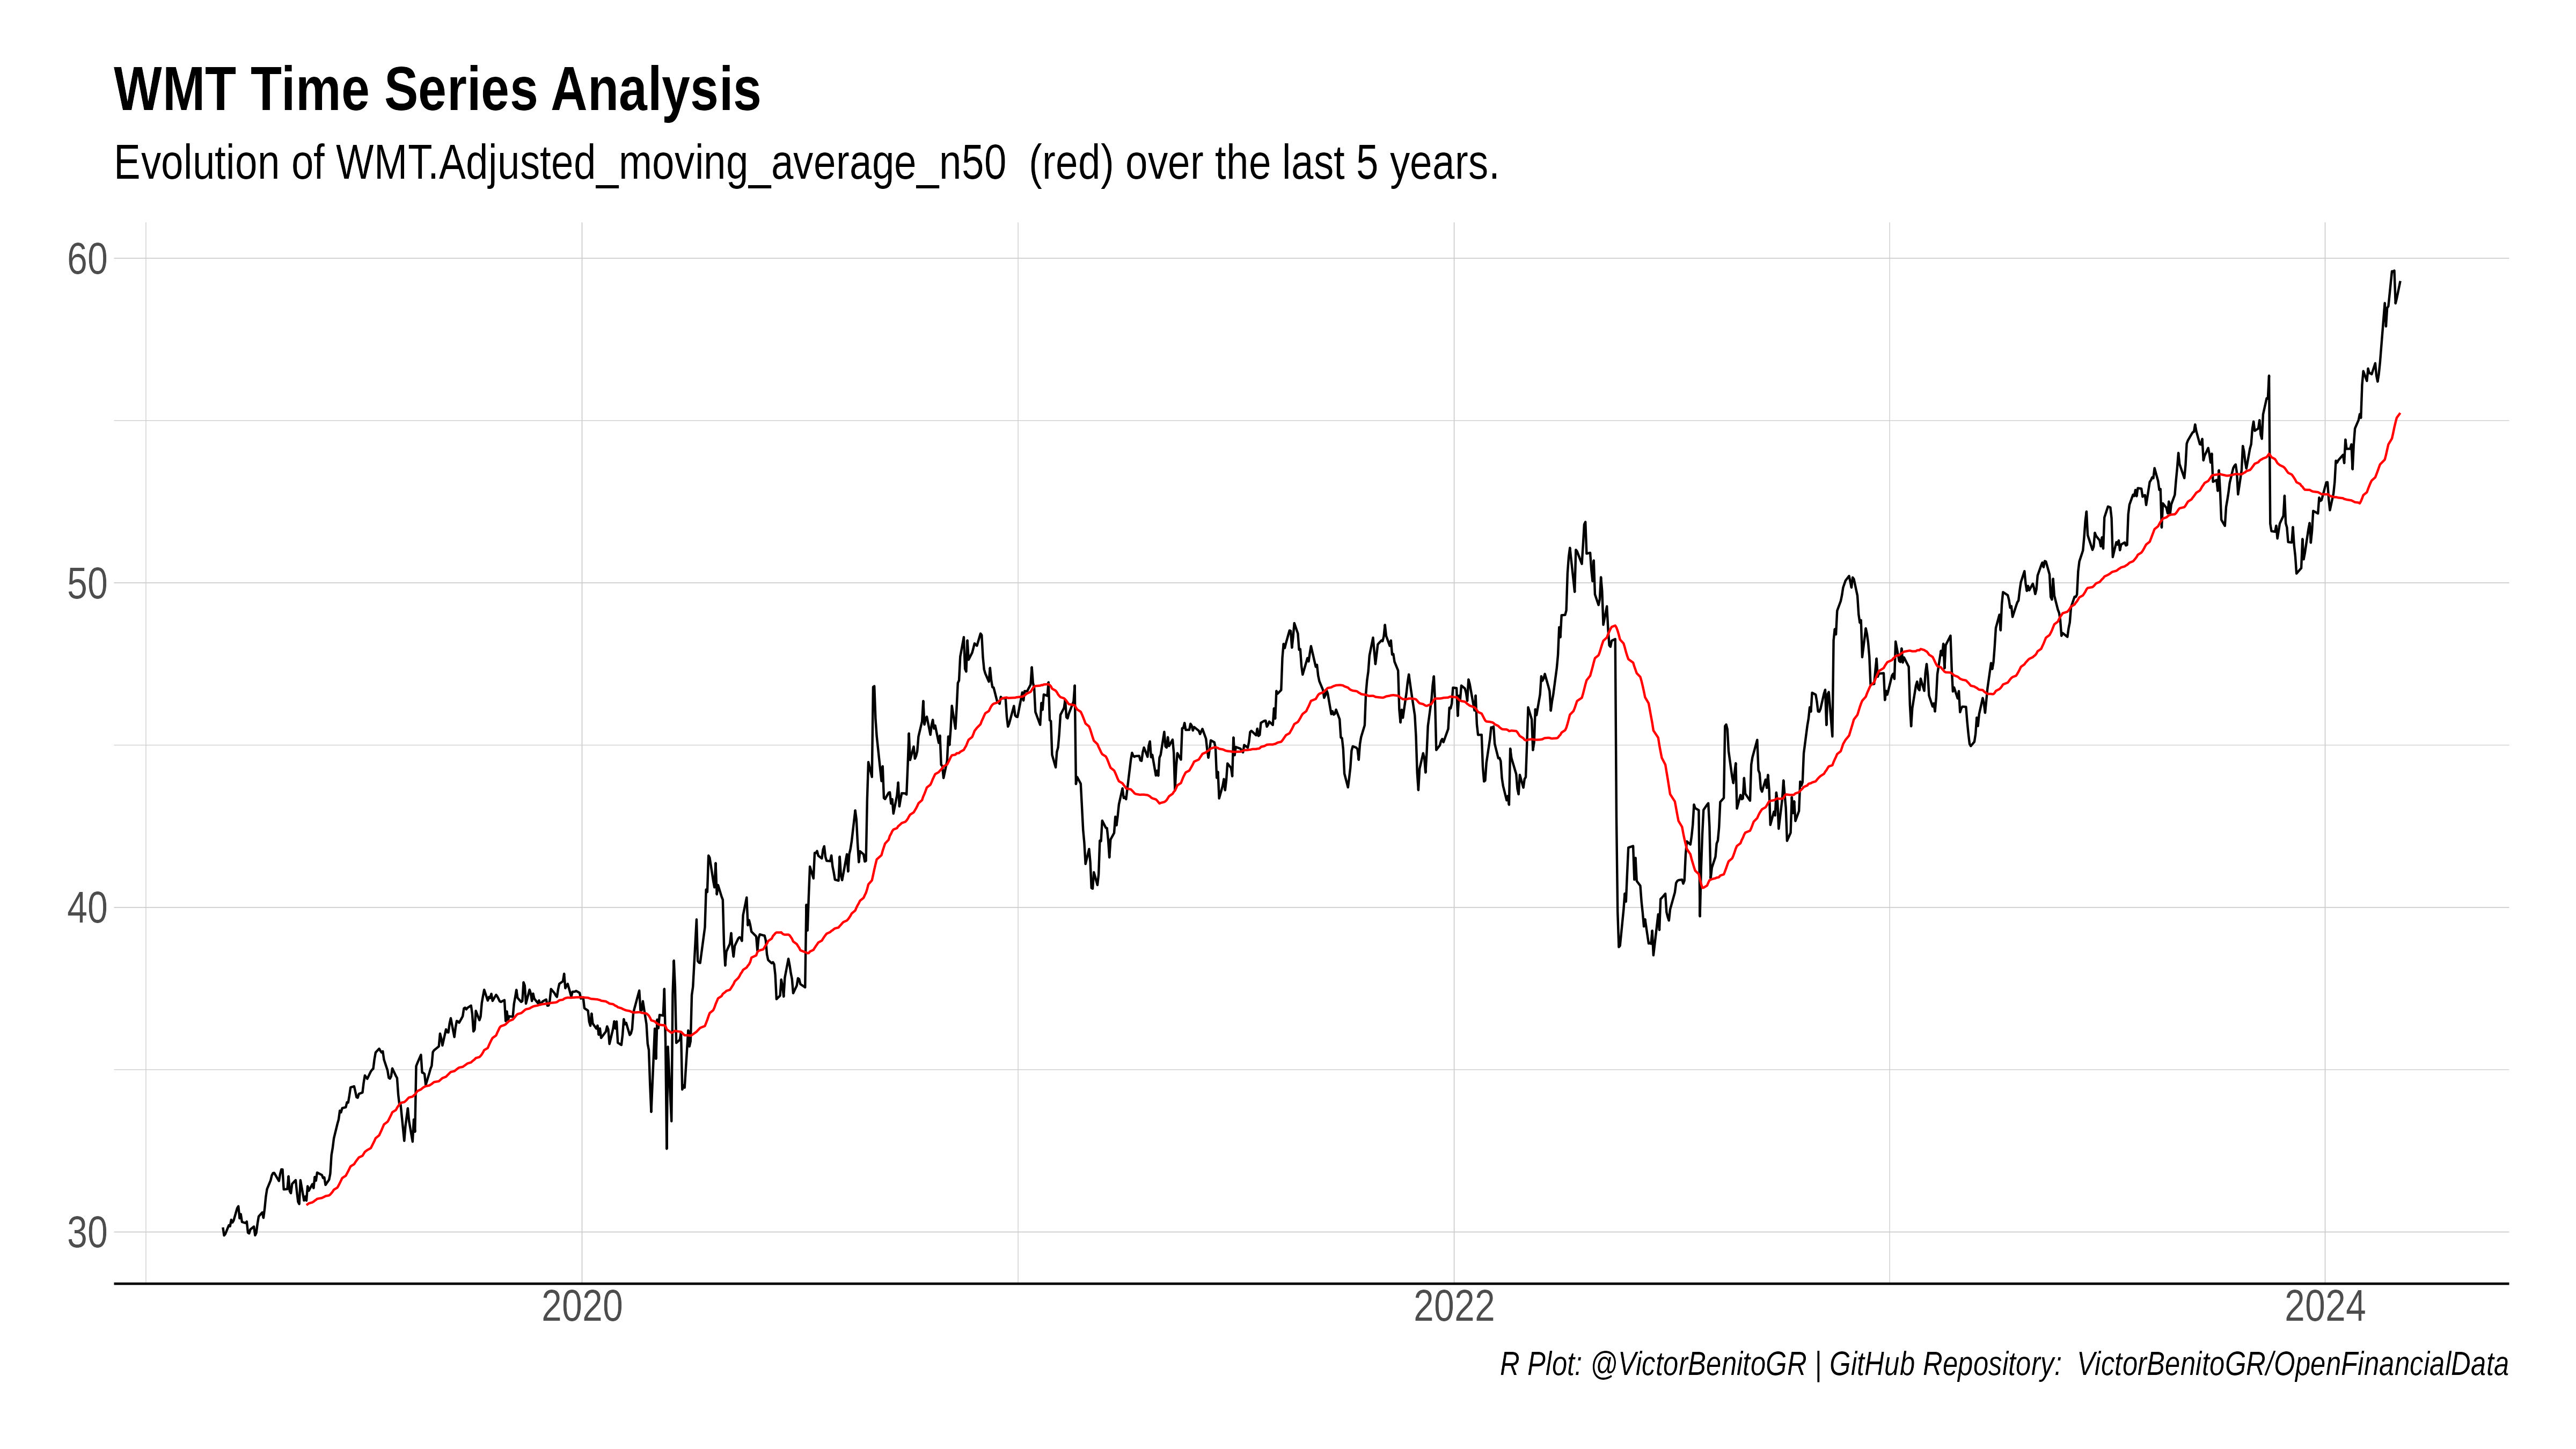 WMT Time Series Analysis
Evolution of WMT.Adjusted_moving_average_n50  (red) over the last 5 years.
60
50
40
30
2020 2022 2024
R Plot: @VictorBenitoGR | GitHub Repository:  VictorBenitoGR/OpenFinancialData